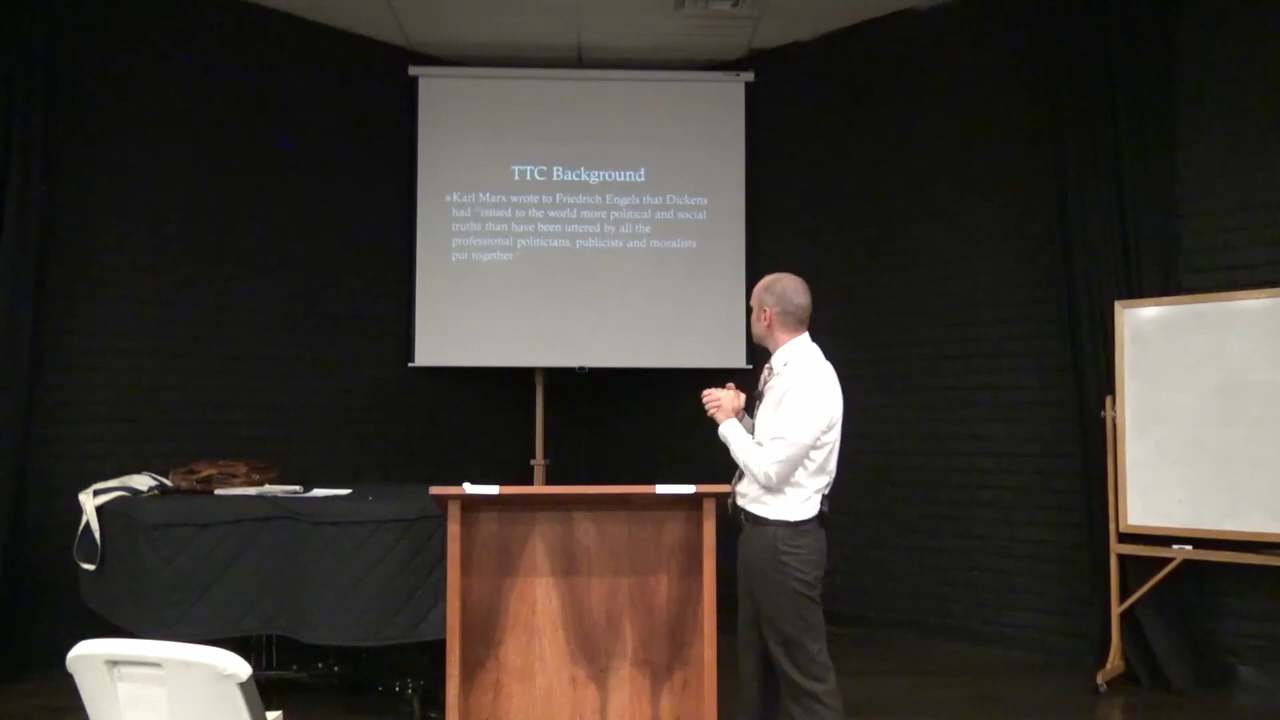 TTC Background
Karl Marx wrote to Friedrich Engels that Dickens
had "issued to the world more political and social
truths than have been uttered by all the
professional politicians, publicists and moralists
put together."